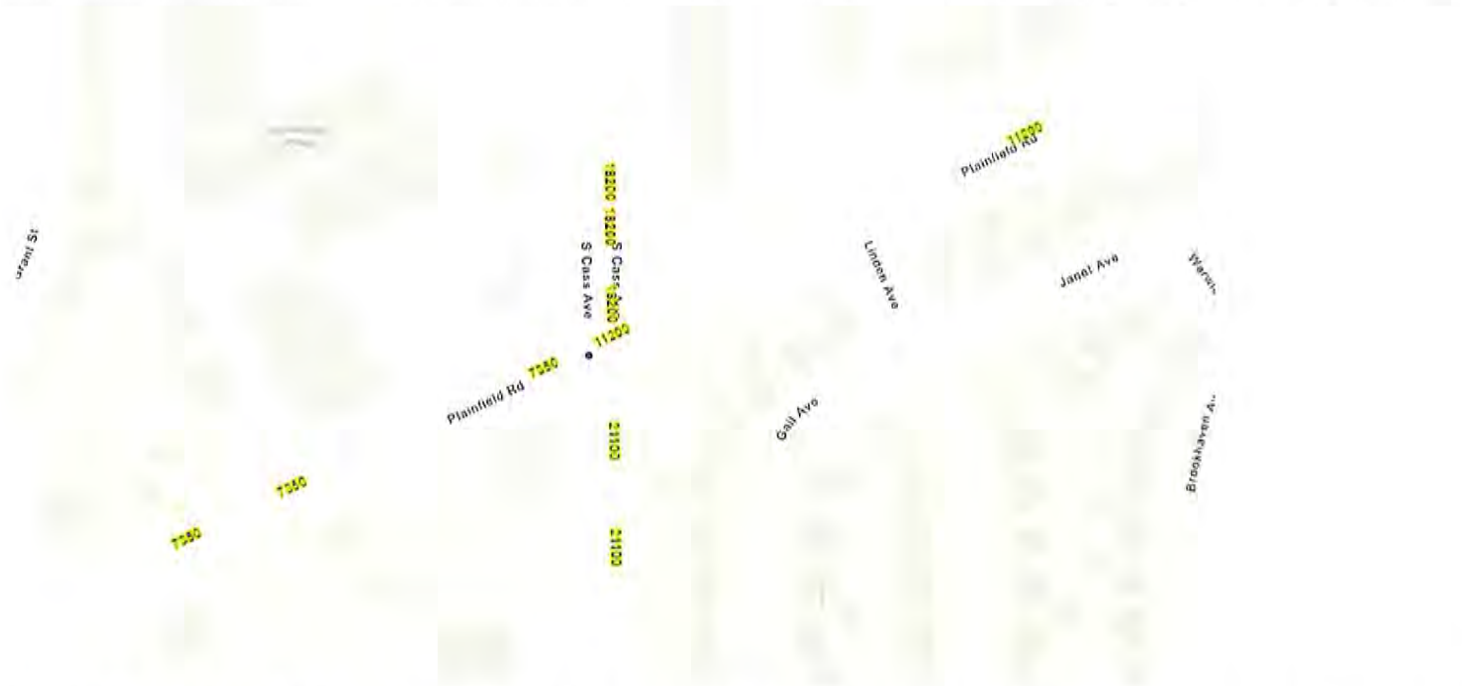 11200
Plainfield Rd
18200
18200
Grant St
S Cass Ave
S Cass Ave
18200
Linden Ave
Janet Ave
11200
7350
Plainfield Rd
Gail Ave
21100
Brookhaven
7350
7350
21100